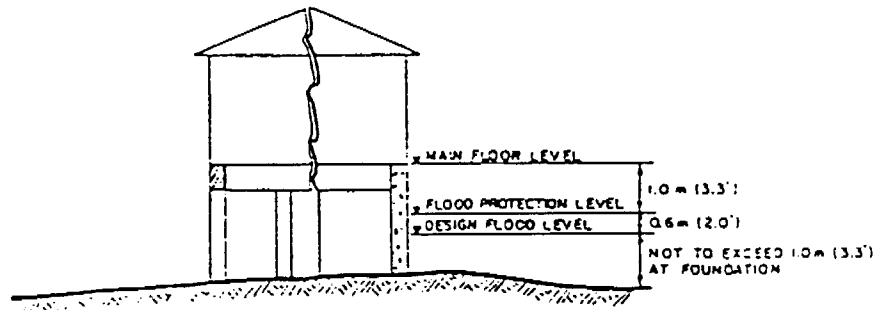 MAIN FLOOR LEVEL
1.0 m (3.3')
FLOOD PROTECTION LEVEL
0.6 m (2.0')
DESIGN FLOOD LEVEL
NOT TO EXCEED 1.0 m (3.3')
AT FOUNDATION